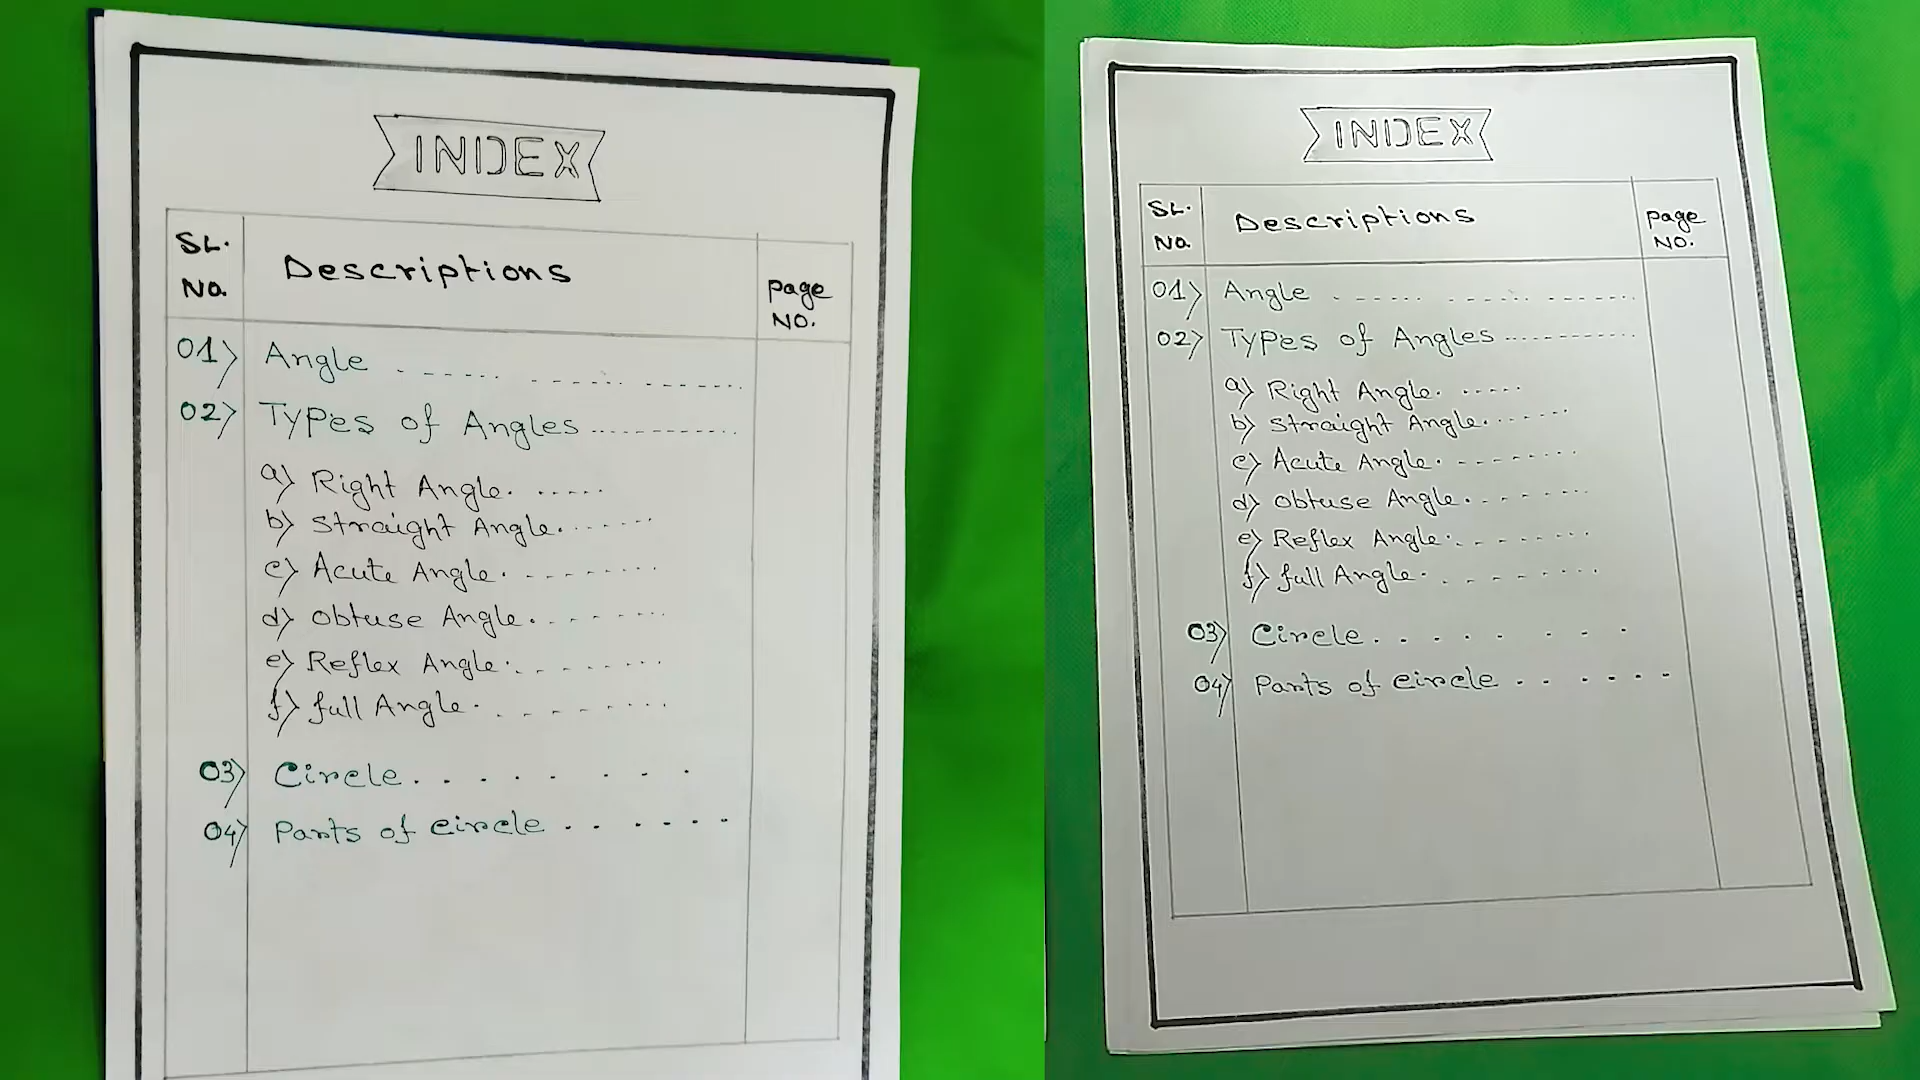 INDEX
SL. No.
Descriptions
page NO.
01) Angle . - - - - - . - - - - - . - - - - - - .
02) Types of Angles - - - - - - - - - - -
a) Right Angle. - - - - -
b) Straight Angle. - - - - - -
c) Acute Angle. - - - - - - - -
d) Obtuse Angle. - - - - - - -
e) Reflex Angle. - - - - - - - -
f) full Angle. - - - - - - - -
03) Circle. . . . . - - .
04) Parts of circle . . . . . .
INDEX
SL. No.
Descriptions
page NO.
01) Angle . - - - - - . - - - - - . - - - - - - .
02) Types of Angles - - - - - - - - - - -
a) Right Angle. - - - - -
b) Straight Angle. - - - - - -
c) Acute Angle. - - - - - - - -
d) Obtuse Angle. - - - - - - -
e) Reflex Angle. - - - - - - - -
f) full Angle. - - - - - - - -
03) Circle. . . . . - - .
04) Parts of circle . . . . . .